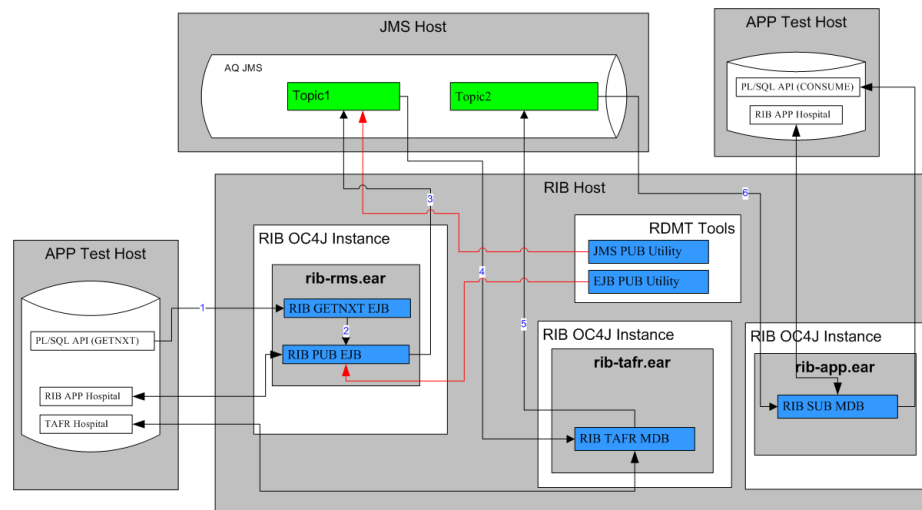 JMS Host
AQ JMS
Topic1
Topic2
APP Test Host
PL/SQL API (CONSUME)
RIB APP Hospital
RIB Host
6
3
RIB OC4J Instance
rib-rms.ear
RIB GETNXT EJB
2
RIB PUB EJB
RDMT Tools
JMS PUB Utility
EJB PUB Utility
4
5
APP Test Host
1
PL/SQL API (GETNXT)
RIB APP Hospital
TAFR Hospital
RIB OC4J Instance
rib-tafr.ear
RIB TAFR MDB
RIB OC4J Instance
rib-app.ear
RIB SUB MDB